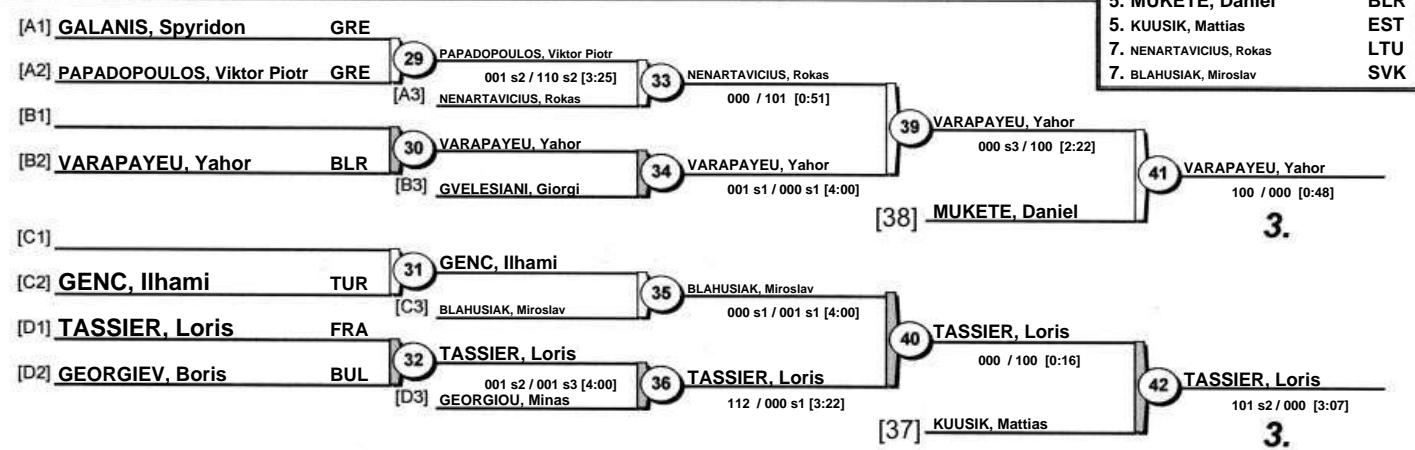 5. MUKETE, Daniel BLR
5. KUUSIK, Mattias EST
7. NENARTAVICIUS, Rokas LTU
7. BLAHUSIAK, Miroslav SVK
[A1] GALANIS, Spyridon GRE
29 PAPADOPOULOS, Viktor Piotr
[A2] PAPADOPOULOS, Viktor Piotr GRE
001 s2 / 110 s2 [3:25]
33 NENARTAVICIUS, Rokas
[A3] NENARTAVICIUS, Rokas
000 / 101 [0:51]
[B1]
39 VARAPAYEU, Yahor
000 s3 / 100 [2:22]
30 VARAPAYEU, Yahor
[B2] VARAPAYEU, Yahor BLR
34 VARAPAYEU, Yahor
[B3] GVELESIANI, Giorgi
001 s1 / 000 s1 [4:00]
41 VARAPAYEU, Yahor
100 / 000 [0:48]
[38] MUKETE, Daniel
3.
[C1]
31 GENC, Ilhami
[C2] GENC, Ilhami TUR
35 BLAHUSIAK, Miroslav
[C3] BLAHUSIAK, Miroslav
000 s1 / 001 s1 [4:00]
[D1] TASSIER, Loris FRA
40 TASSIER, Loris
32 TASSIER, Loris
000 / 100 [0:16]
[D2] GEORGIEV, Boris BUL
001 s2 / 001 s3 [4:00]
36 TASSIER, Loris
42 TASSIER, Loris
[D3] GEORGIOU, Minas
112 / 000 s1 [3:22]
101 s2 / 000 [3:07]
[37] KUUSIK, Mattias
3.